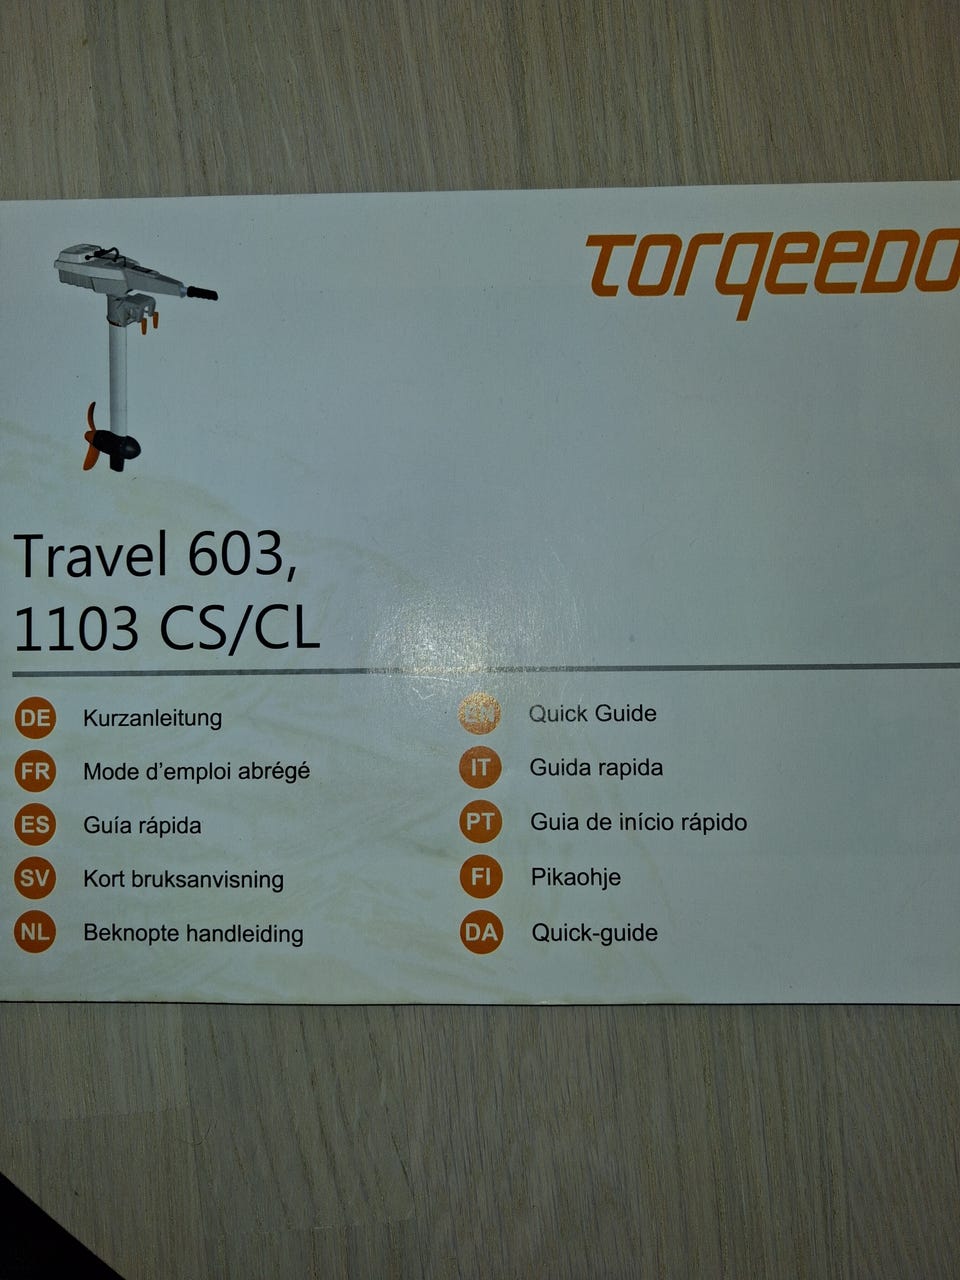 Torqeedo
Travel 603,
1103 CS/CL
DE Kurzanleitung
FR Mode d’emploi abrégé
ES Guía rápida
SV Kort bruksanvisning
NL Beknopte handleiding
EN Quick Guide
IT Guida rapida
PT Guia de início rápido
FI Pikaohje
DA Quick-guide